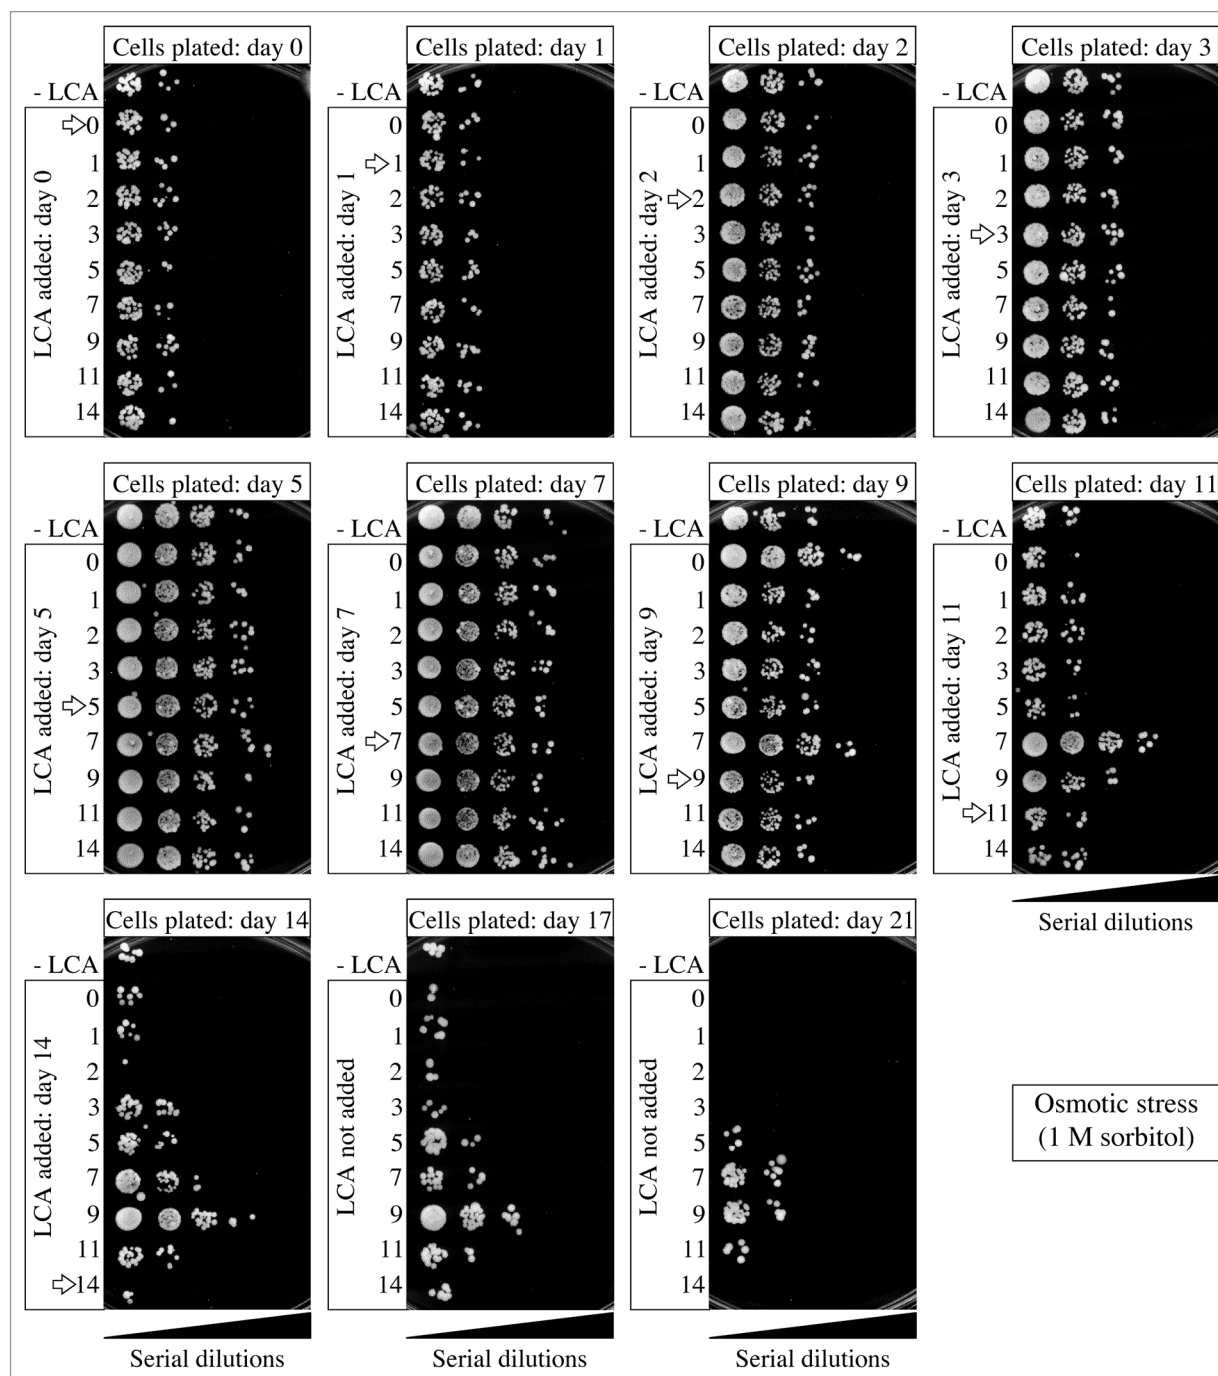 Cells plated: day 0
- LCA
LCA added: day 0
0
1
2
3
5
7
9
11
14
Cells plated: day 1
- LCA
LCA added: day 1
0
1
2
3
5
7
9
11
14
Cells plated: day 2
- LCA
LCA added: day 2
0
1
2
3
5
7
9
11
14
Cells plated: day 3
- LCA
LCA added: day 3
0
1
2
3
5
7
9
11
14
Cells plated: day 5
- LCA
LCA added: day 5
0
1
2
3
5
7
9
11
14
Cells plated: day 7
- LCA
LCA added: day 7
0
1
2
3
5
7
9
11
14
Cells plated: day 9
- LCA
LCA added: day 9
0
1
2
3
5
7
9
11
14
Cells plated: day 11
- LCA
LCA added: day 11
0
1
2
3
5
7
9
11
14
Serial dilutions
Cells plated: day 14
- LCA
LCA added: day 14
0
1
2
3
5
7
9
11
14
Serial dilutions
Cells plated: day 17
- LCA
LCA not added
0
1
2
3
5
7
9
11
14
Cells plated: day 21
- LCA
LCA not added
0
1
2
3
5
7
9
11
14
Serial dilutions
Osmotic stress
(1 M sorbitol)